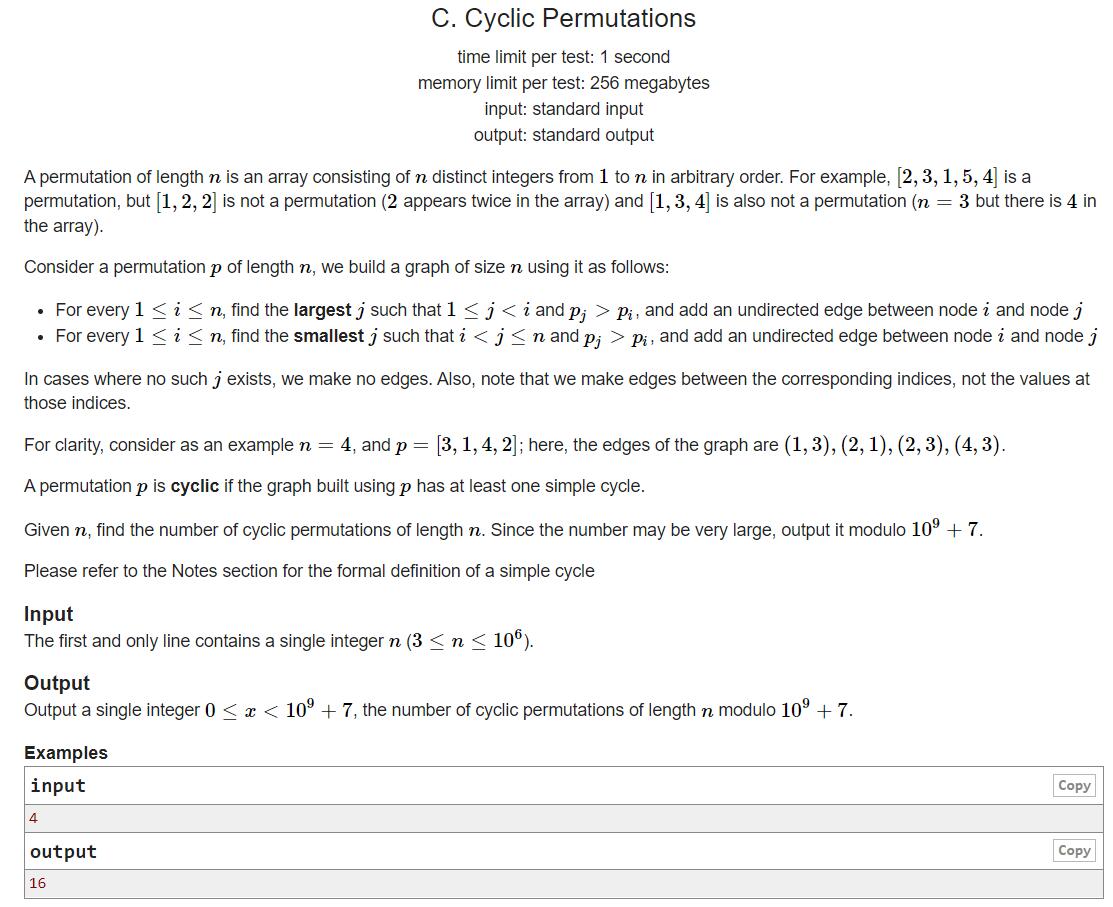 C. Cyclic Permutations
time limit per test: 1 second
memory limit per test: 256 megabytes
input: standard input
output: standard output
A permutation of length n is an array consisting of n distinct integers from 1 to n in arbitrary order. For example, [2, 3, 1, 5, 4] is a
permutation, but [1, 2, 2] is not a permutation (2 appears twice in the array) and [1, 3, 4] is also not a permutation (n = 3 but there is 4 in
the array).
Consider a permutation p of length n, we build a graph of size n using it as follows:
• For every 1 ≤ i ≤ n, find the largest j such that 1 ≤ j < i and p_j > p_i, and add an undirected edge between node i and node j
• For every 1 ≤ i ≤ n, find the smallest j such that i < j ≤ n and p_j > p_i, and add an undirected edge between node i and node j
In cases where no such j exists, we make no edges. Also, note that we make edges between the corresponding indices, not the values at
those indices.
For clarity, consider as an example n = 4, and p = [3, 1, 4, 2]; here, the edges of the graph are (1, 3), (2, 1), (2, 3), (4, 3).
A permutation p is cyclic if the graph built using p has at least one simple cycle.
Given n, find the number of cyclic permutations of length n. Since the number may be very large, output it modulo 10^9 + 7.
Please refer to the Notes section for the formal definition of a simple cycle
Input
The first and only line contains a single integer n (3 ≤ n ≤ 10^6).
Output
Output a single integer 0 ≤ x < 10^9 + 7, the number of cyclic permutations of length n modulo 10^9 + 7.
Examples
input Copy
4
output Copy
16